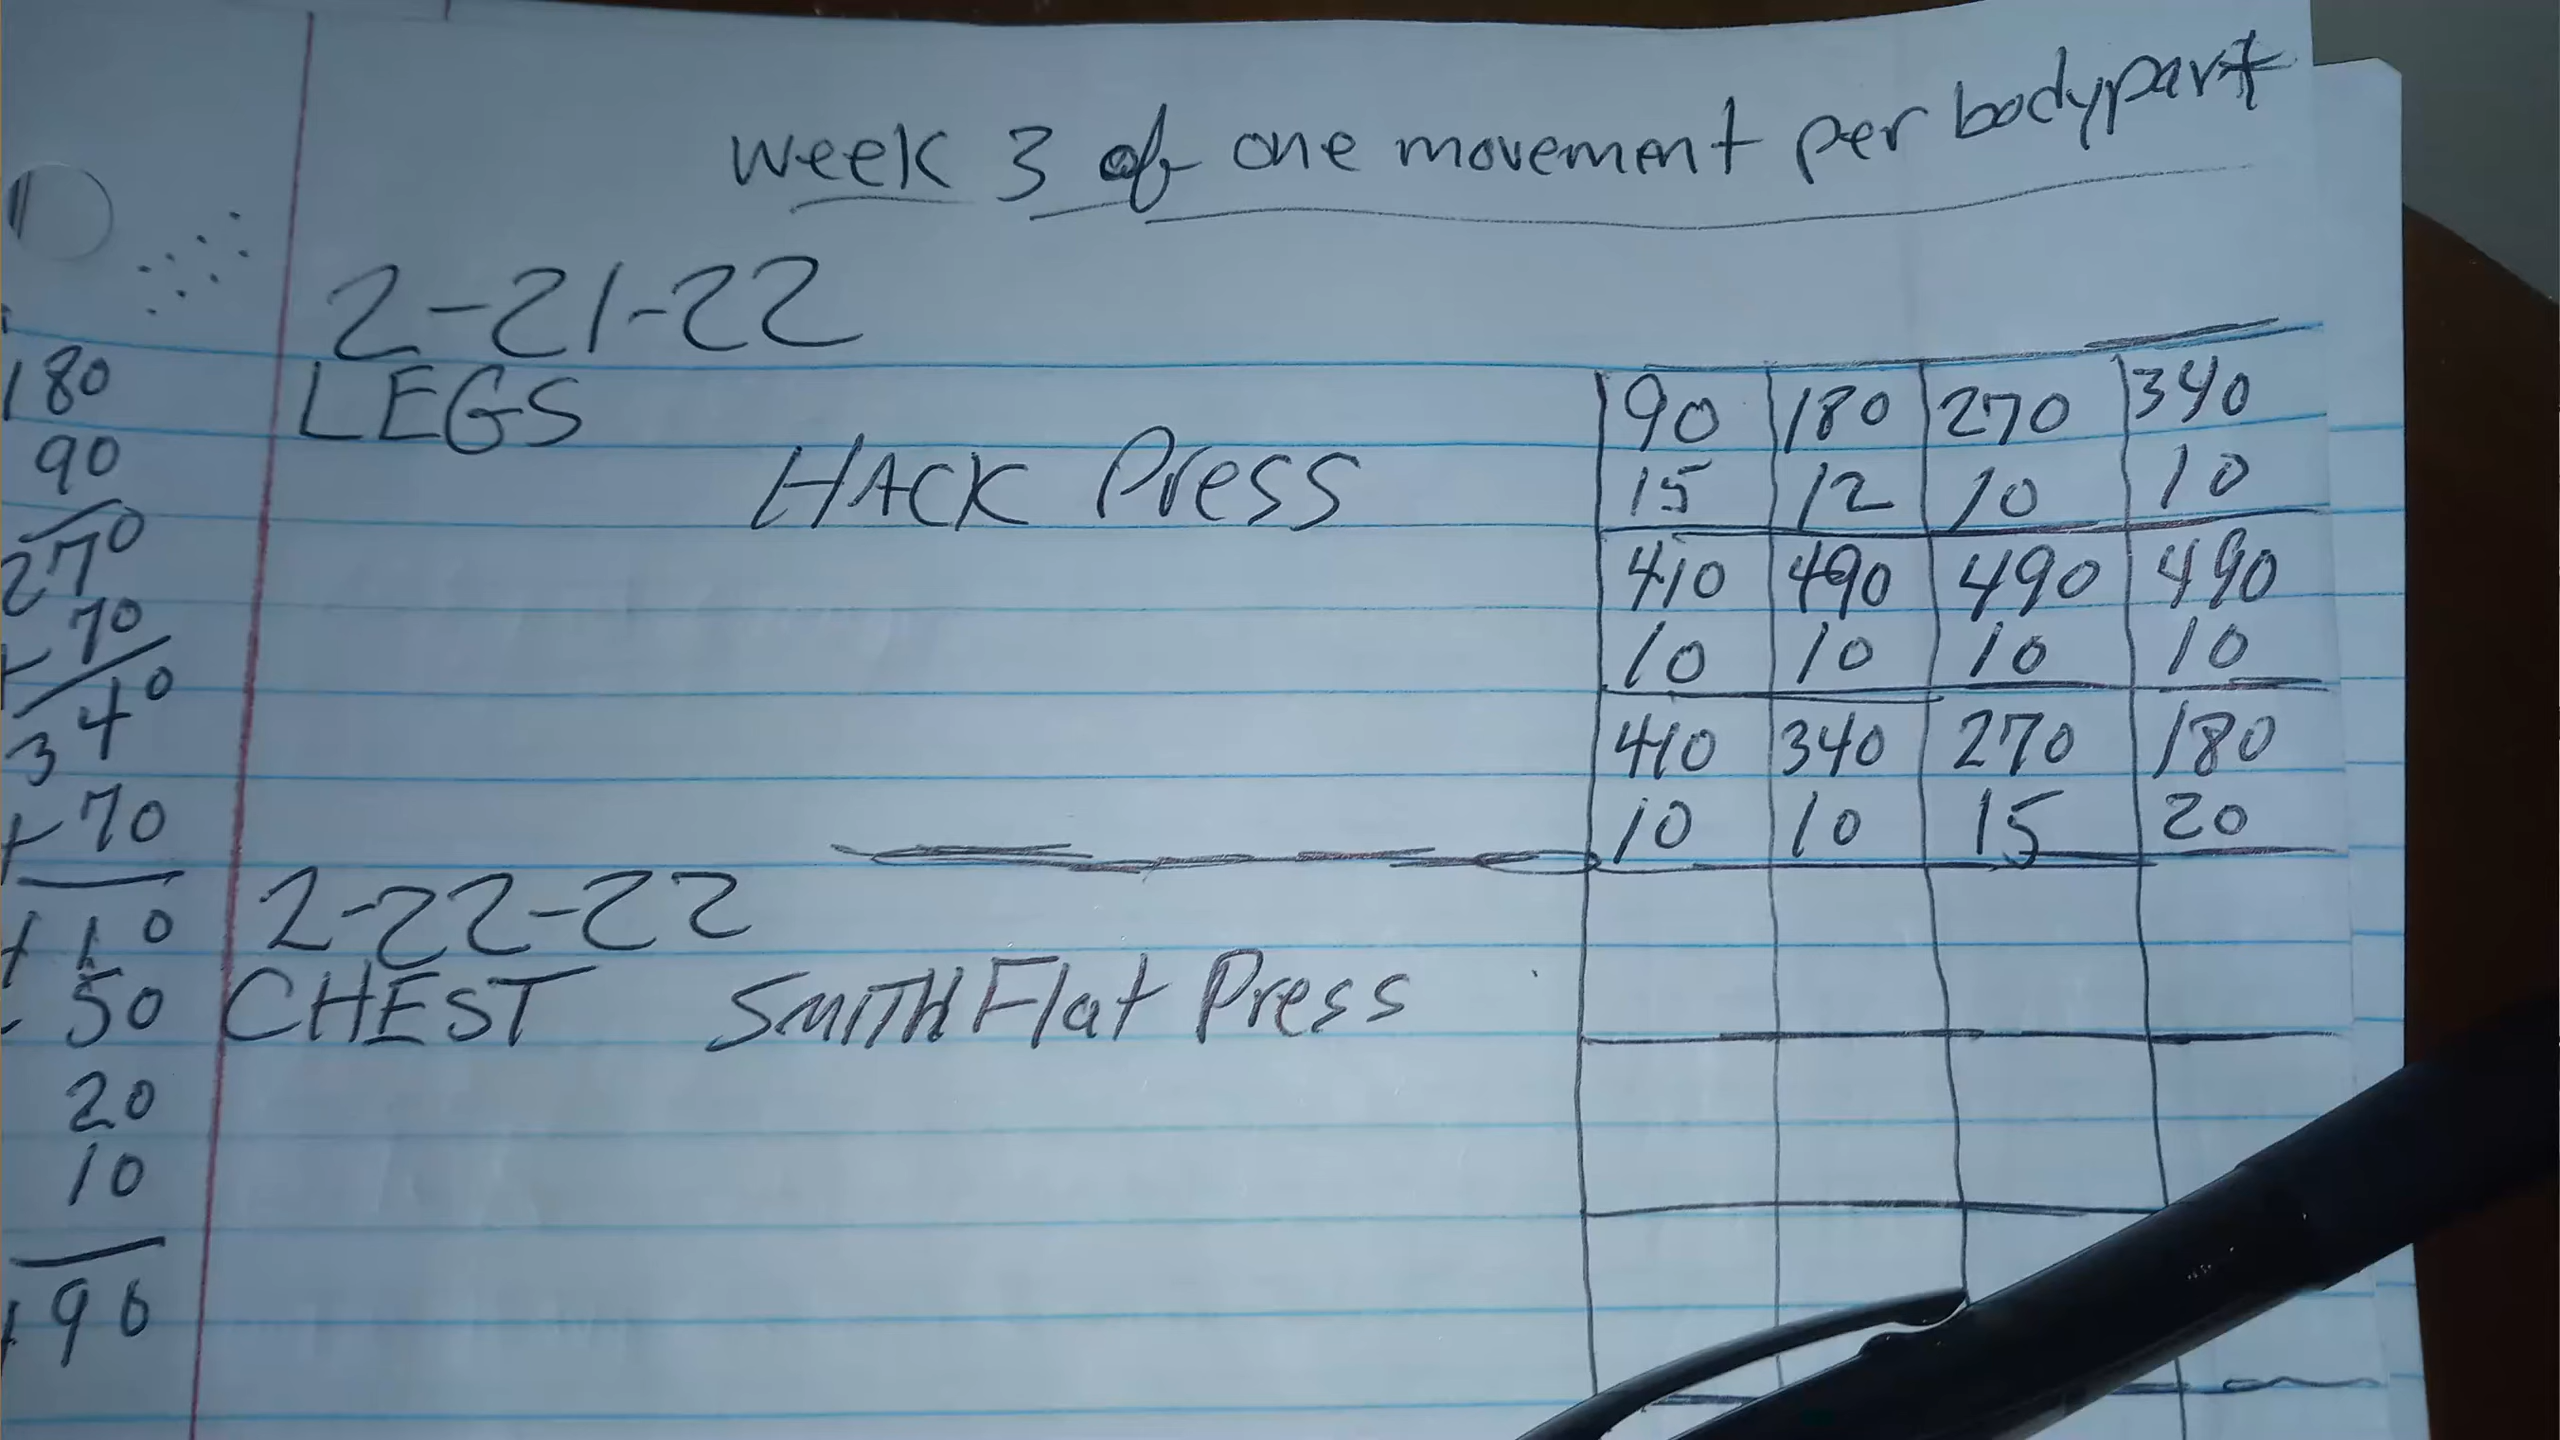 week 3 of one movement per bodypart
2-21-22
LEGS
HACK Press
90 180 270 340
15 12 10 10
410 490 490 490
10 10 10 10
410 340 270 180
10 10 15 20
2-22-22
CHEST SMITH Flat Press
180
90
270
70
340
+70
410
50
20
10
490